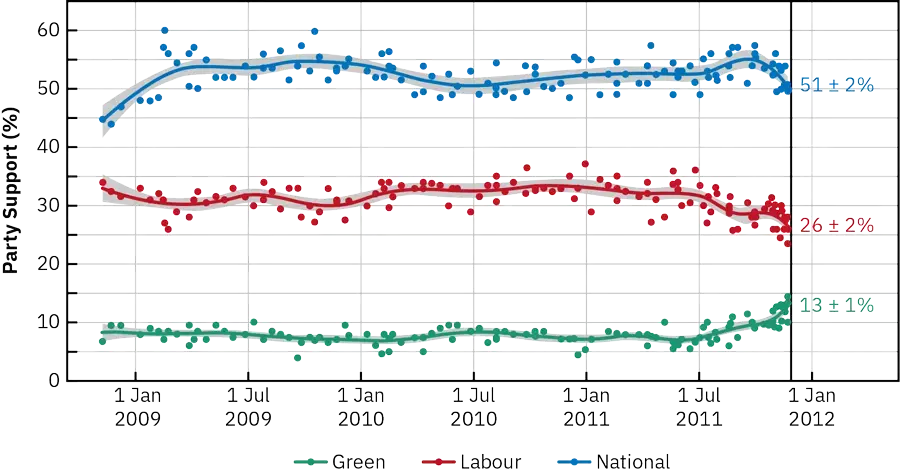 Party Support (%)
60
50
40
30
20
10
0
51 ± 2%
26 ± 2%
13 ± 1%
1 Jan 2009
1 Jul 2009
1 Jan 2010
1 Jul 2010
1 Jan 2011
1 Jul 2011
1 Jan 2012
Green
Labour
National